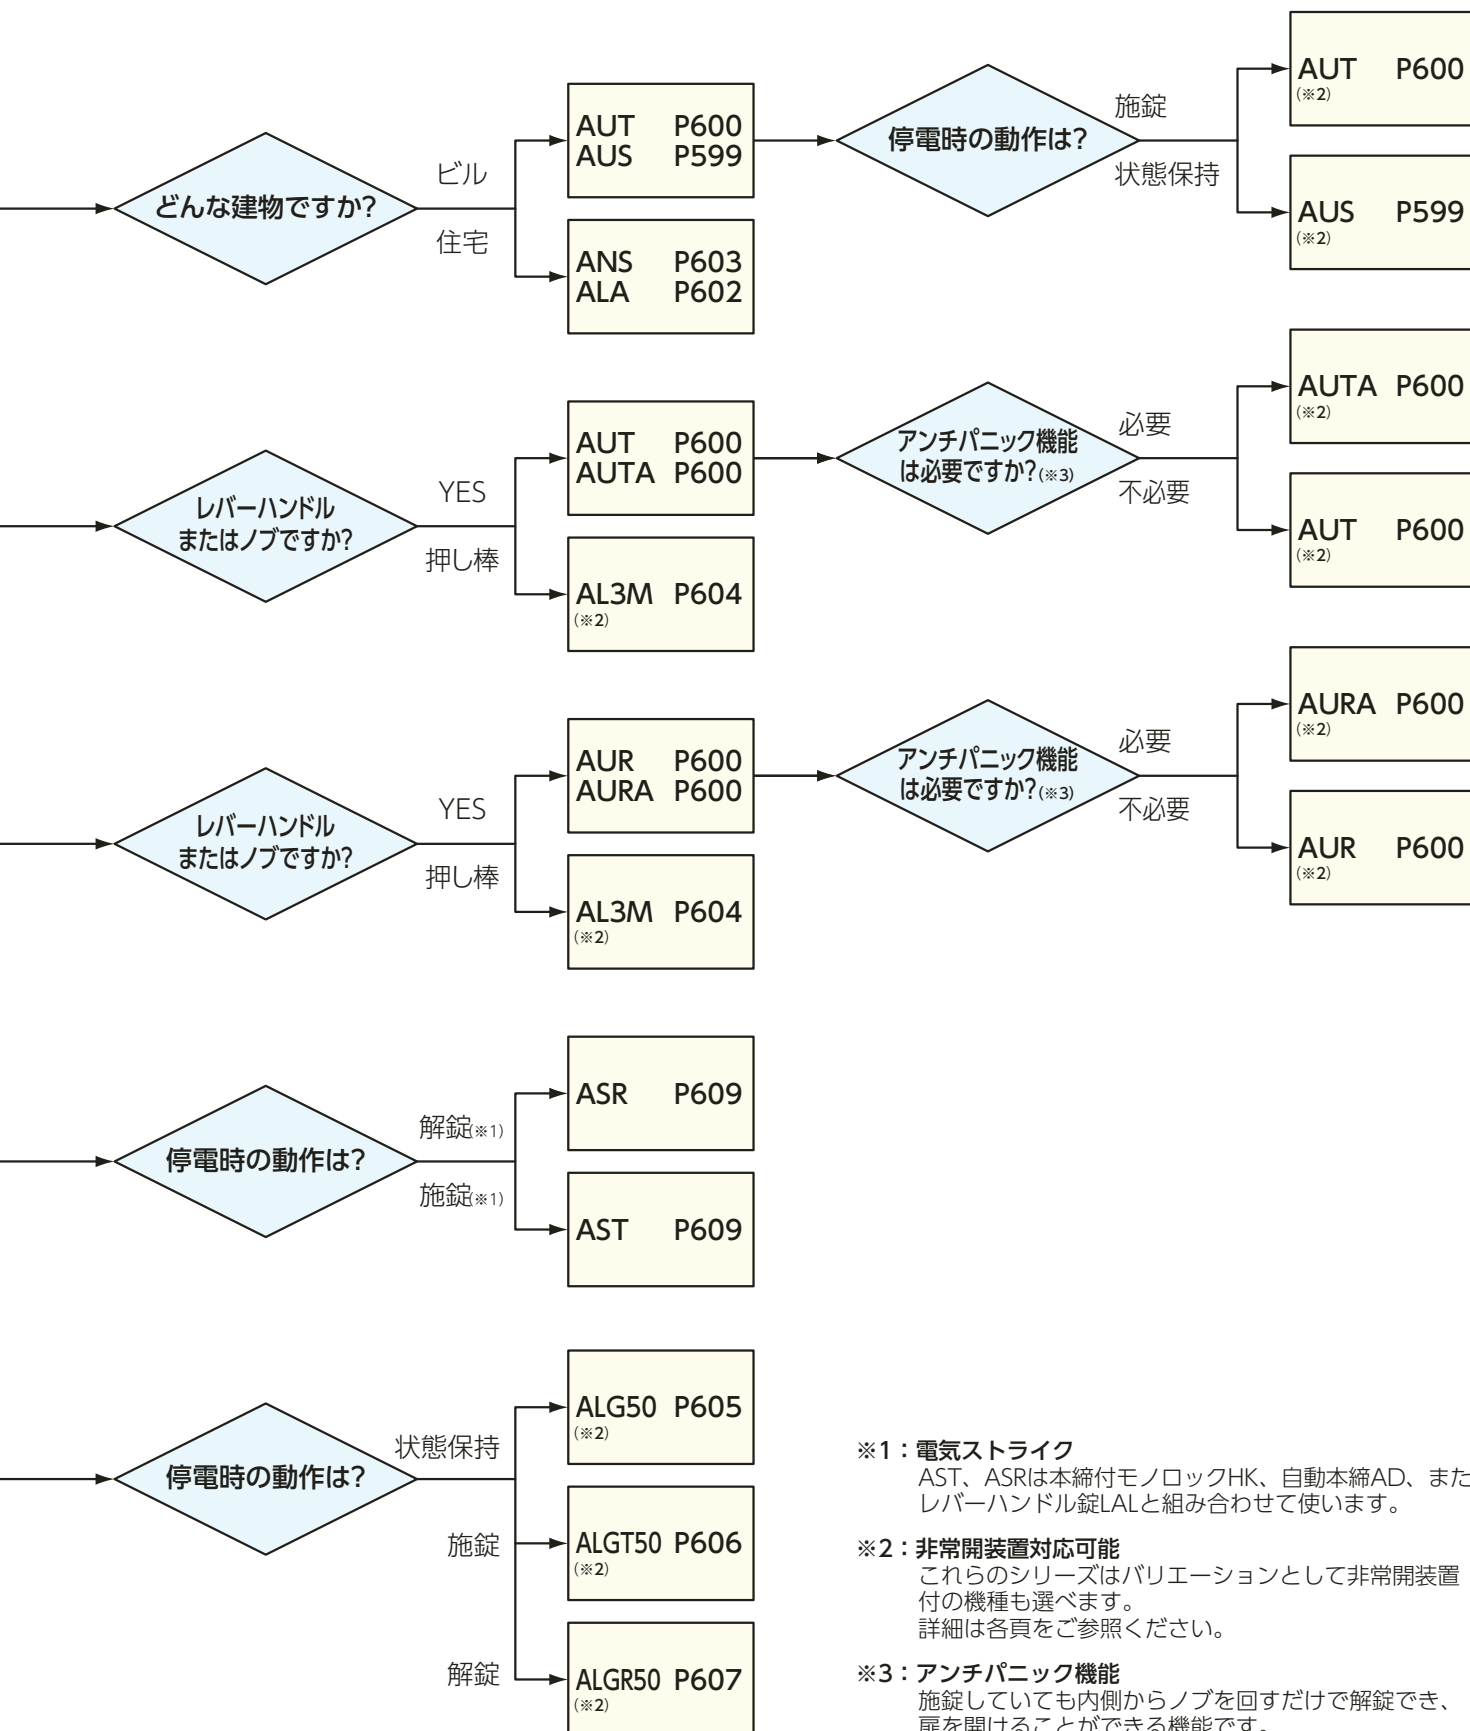 どんな建物ですか?
ビル
住宅
AUT P600
AUS P599
ANS P603
ALA P602
停電時の動作は?
施錠
状態保持
AUT P600
(※2)
AUS P599
(※2)
レバーハンドル
またはノブですか?
YES
押し棒
AUT P600
AUTA P600
AL3M P604
(※2)
アンチパニック機能
は必要ですか?(※3)
必要
不必要
AUTA P600
(※2)
AUT P600
(※2)
レバーハンドル
またはノブですか?
YES
押し棒
AUR P600
AURA P600
AL3M P604
(※2)
アンチパニック機能
は必要ですか?(※3)
必要
不必要
AURA P600
(※2)
AUR P600
(※2)
停電時の動作は?
解錠(※1)
施錠(※1)
ASR P609
AST P609
停電時の動作は?
状態保持
施錠
解錠
ALG50 P605
(※2)
ALGT50 P606
(※2)
ALGR50 P607
(※2)
※1：電気ストライク
AST、ASRは本締付モノロックHK、自動本締AD、また
レバーハンドル錠LALと組み合わせて使います。
※2：非常開装置対応可能
これらのシリーズはバリエーションとして非常開装置
付の機種も選べます。
詳細は各頁をご参照ください。
※3：アンチパニック機能
施錠していても内側からノブを回すだけで解錠でき、
扉を開けることができる機能です。